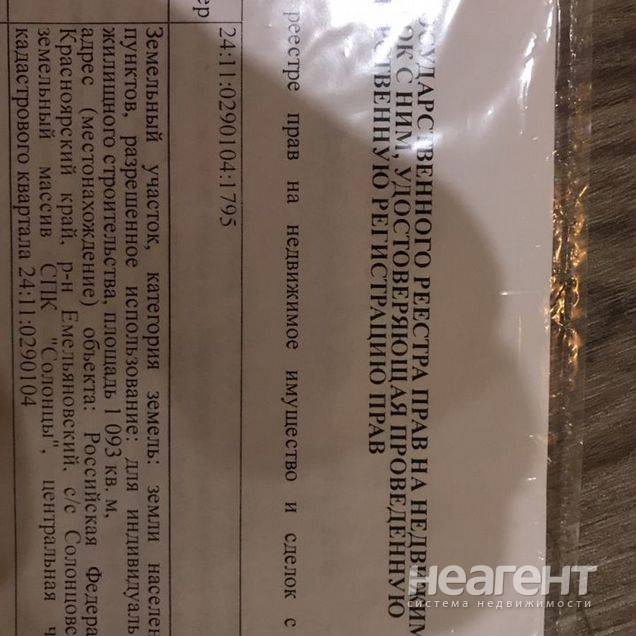 ОСУДАРСТВЕННОГО РЕЕСТРА ПРАВ НА НЕДВИЖИМ
ОК С НИМ, УДОСТОВЕРЯЮЩАЯ ПРОВЕДЕННУЮ
СТВЕННУЮ РЕГИСТРАЦИЮ ПРАВ
реестре прав на недвижимое имущество и сделок с
ер
24:11:0290104:1795
Земельный участок, категория земель: земли населен
пунктов, разрешенное использование: для индивидуаль
жилищного строительства, площадь 1 093 кв. м,
адрес (местонахождение) объекта: Российская Федера
Красноярский край, р-н Емельяновский, с/с Солонцовс
земельный массив СПК "Солонцы", центральная ч
кадастрового квартала 24:11:0290104
неагент
система недвижимости